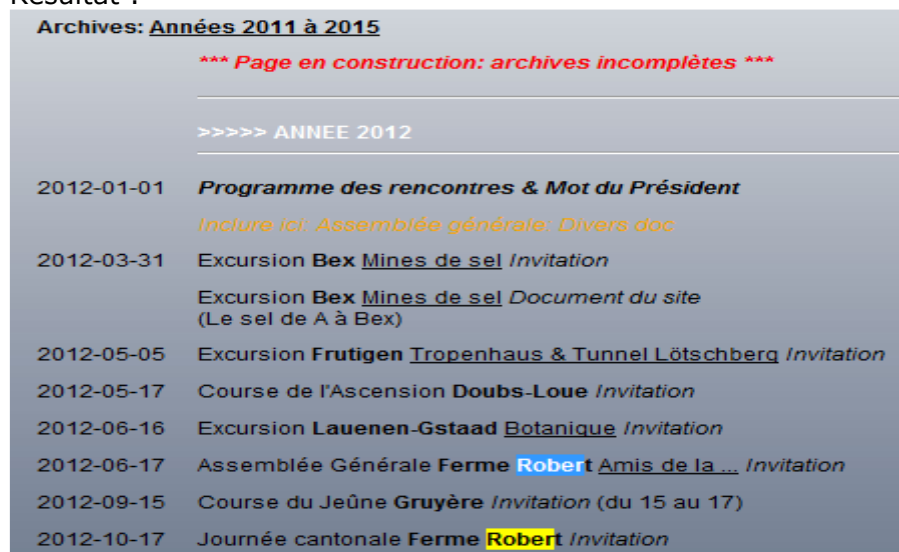 Résultat :
Archives: Années 2011 à 2015
*** Page en construction: archives incomplètes ***
>>>>> ANNEE 2012
2012-01-01 Programme des rencontres & Mot du Président
Inclure ici: Assemblée générale: Divers doc
2012-03-31 Excursion Bex Mines de sel Invitation
Excursion Bex Mines de sel Document du site
(Le sel de A à Bex)
2012-05-05 Excursion Frutigen Tropenhaus & Tunnel Lötschberg Invitation
2012-05-17 Course de l'Ascension Doubs-Loue Invitation
2012-06-16 Excursion Lauenen-Gstaad Botanique Invitation
2012-06-17 Assemblée Générale Ferme Robert Amis de la ... Invitation
2012-09-15 Course du Jeûne Gruyère Invitation (du 15 au 17)
2012-10-17 Journée cantonale Ferme Robert Invitation